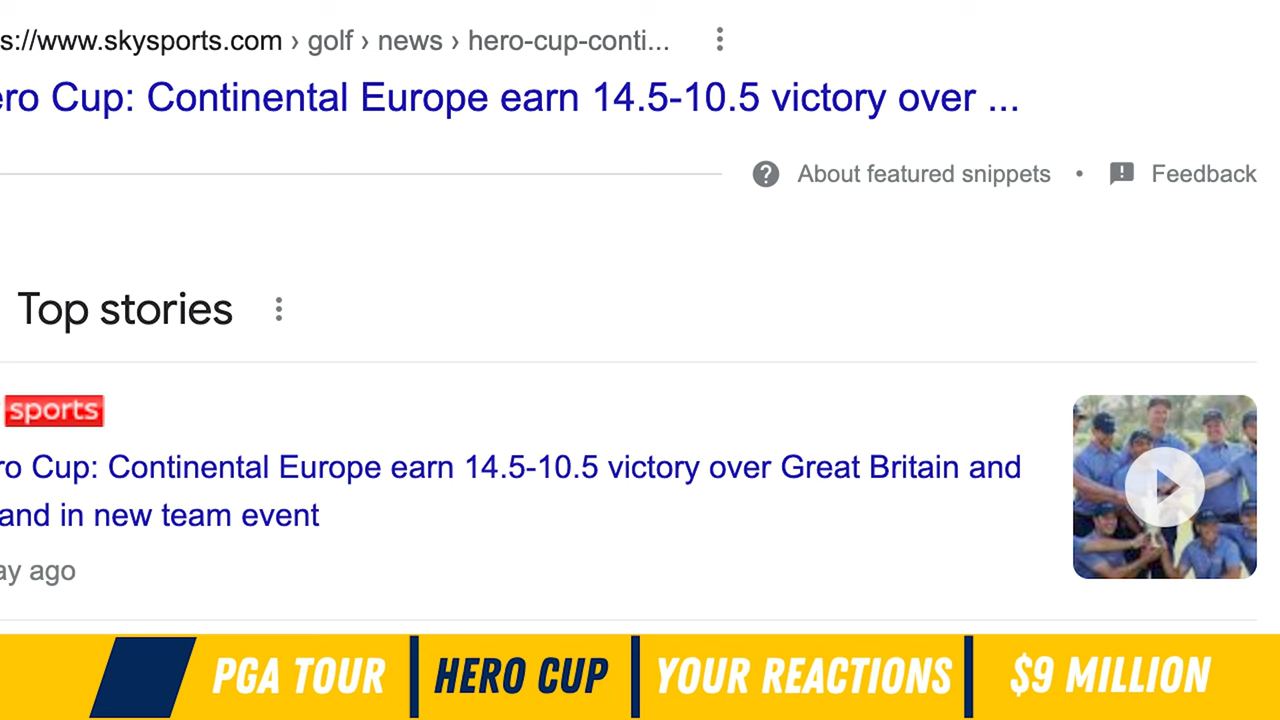 s://www.skysports.com › golf › news › hero-cup-conti...
ero Cup: Continental Europe earn 14.5-10.5 victory over ...
About featured snippets • Feedback
Top stories
sports
ro Cup: Continental Europe earn 14.5-10.5 victory over Great Britain and
and in new team event
ay ago
PGA TOUR HERO CUP YOUR REACTIONS $9 MILLION